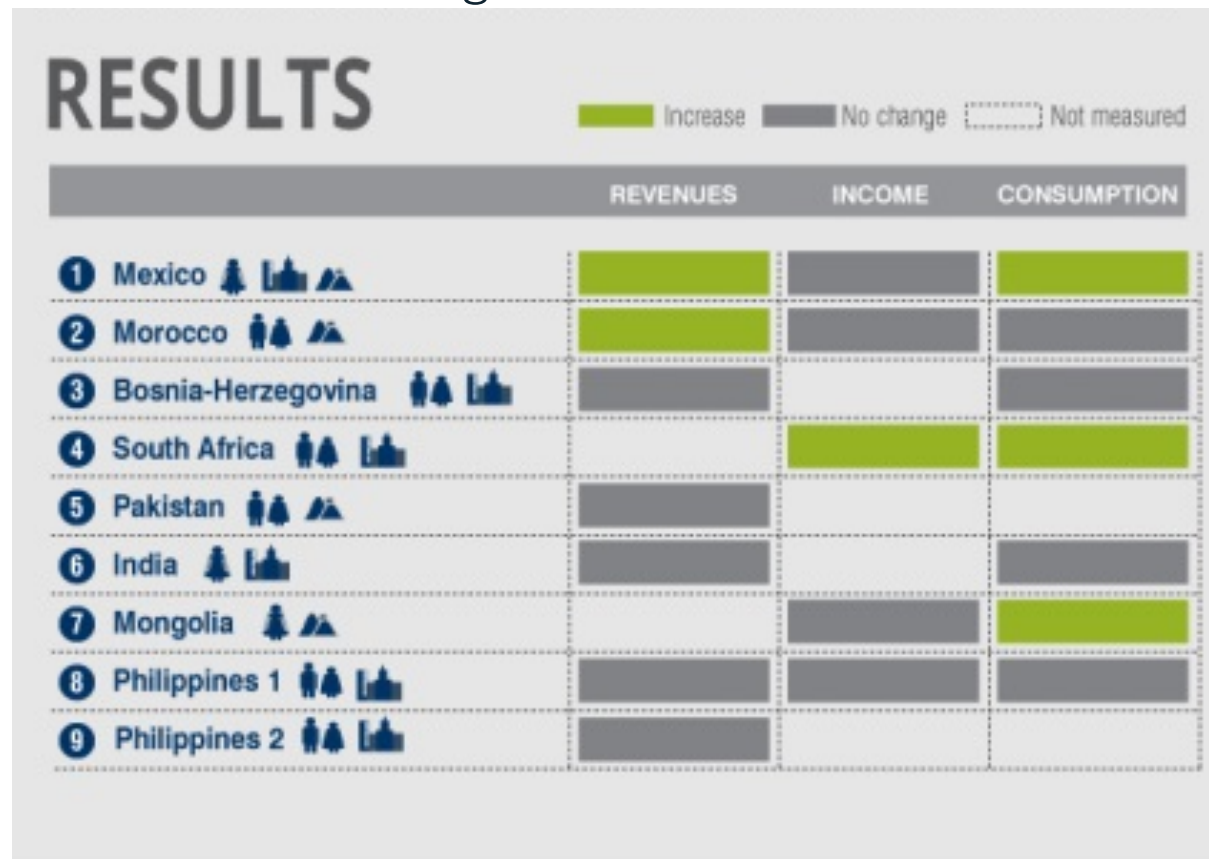 RESULTS
Increase No change Not measured
REVENUES INCOME CONSUMPTION
1 Mexico
2 Morocco
3 Bosnia-Herzegovina
4 South Africa
5 Pakistan
6 India
7 Mongolia
8 Philippines 1
9 Philippines 2